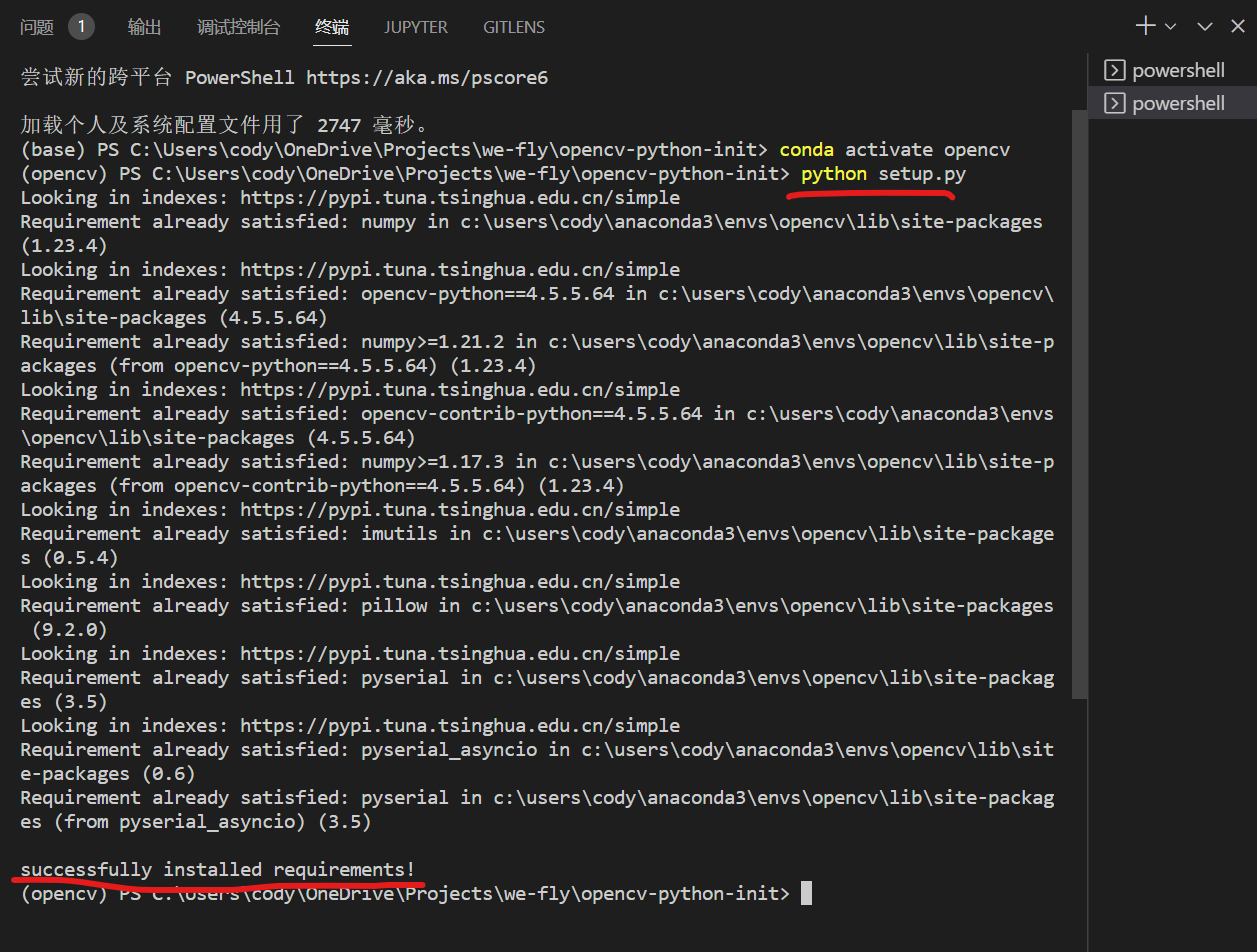 问题 1 输出 调试控制台 终端 JUPYTER GITLENS
powershell
powershell
尝试新的跨平台 PowerShell https://aka.ms/pscore6
加载个人及系统配置文件用了 2747 毫秒。
(base) PS C:\Users\cody\OneDrive\Projects\we-fly\opencv-python-init> conda activate opencv
(opencv) PS C:\Users\cody\OneDrive\Projects\we-fly\opencv-python-init> python setup.py
Looking in indexes: https://pypi.tuna.tsinghua.edu.cn/simple
Requirement already satisfied: numpy in c:\users\cody\anaconda3\envs\opencv\lib\site-packages
(1.23.4)
Looking in indexes: https://pypi.tuna.tsinghua.edu.cn/simple
Requirement already satisfied: opencv-python==4.5.5.64 in c:\users\cody\anaconda3\envs\opencv\
lib\site-packages (4.5.5.64)
Requirement already satisfied: numpy>=1.21.2 in c:\users\cody\anaconda3\envs\opencv\lib\site-p
ackages (from opencv-python==4.5.5.64) (1.23.4)
Looking in indexes: https://pypi.tuna.tsinghua.edu.cn/simple
Requirement already satisfied: opencv-contrib-python==4.5.5.64 in c:\users\cody\anaconda3\envs
\opencv\lib\site-packages (4.5.5.64)
Requirement already satisfied: numpy>=1.17.3 in c:\users\cody\anaconda3\envs\opencv\lib\site-p
ackages (from opencv-contrib-python==4.5.5.64) (1.23.4)
Looking in indexes: https://pypi.tuna.tsinghua.edu.cn/simple
Requirement already satisfied: imutils in c:\users\cody\anaconda3\envs\opencv\lib\site-package
s (0.5.4)
Looking in indexes: https://pypi.tuna.tsinghua.edu.cn/simple
Requirement already satisfied: pillow in c:\users\cody\anaconda3\envs\opencv\lib\site-packages
(9.2.0)
Looking in indexes: https://pypi.tuna.tsinghua.edu.cn/simple
Requirement already satisfied: pyserial in c:\users\cody\anaconda3\envs\opencv\lib\site-packag
es (3.5)
Looking in indexes: https://pypi.tuna.tsinghua.edu.cn/simple
Requirement already satisfied: pyserial_asyncio in c:\users\cody\anaconda3\envs\opencv\lib\sit
e-packages (0.6)
Requirement already satisfied: pyserial in c:\users\cody\anaconda3\envs\opencv\lib\site-packag
es (from pyserial_asyncio) (3.5)
successfully installed requirements!
(opencv) PS C:\Users\cody\OneDrive\Projects\we-fly\opencv-python-init>